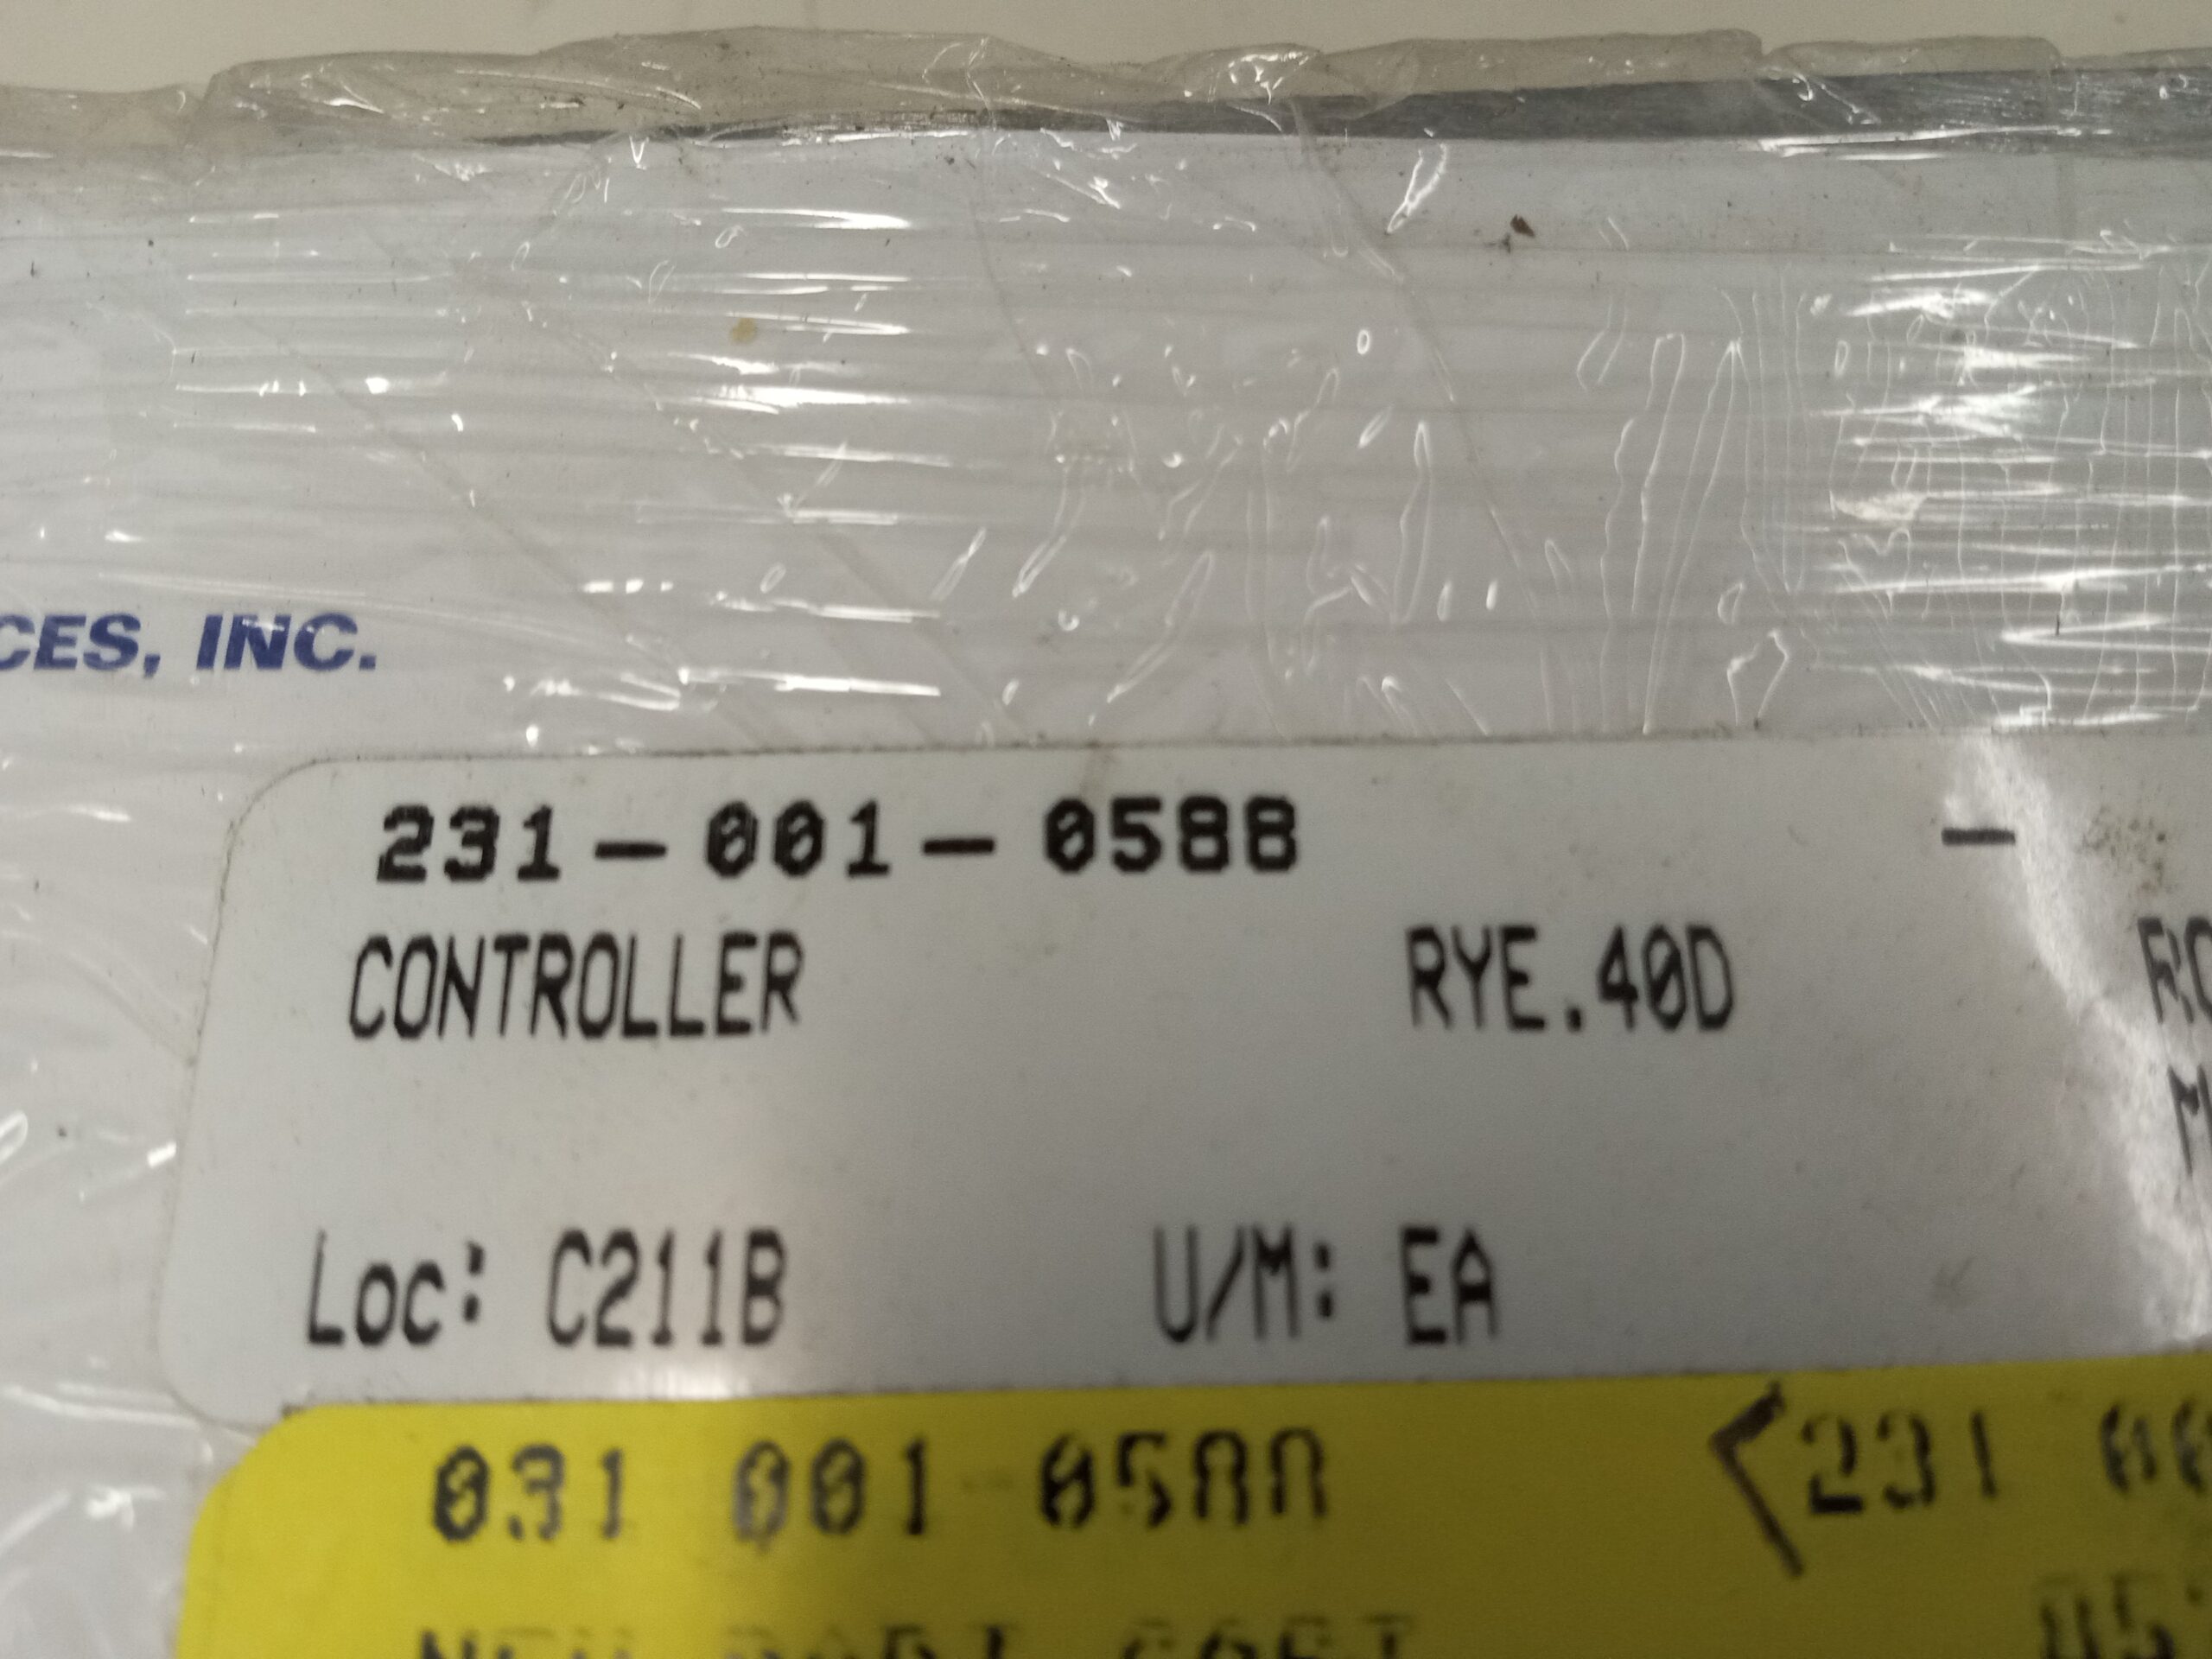 CES, INC.
231-001-0588 -
CONTROLLER RYE.40D
Loc: C211B U/M: EA
031 001-0588 231